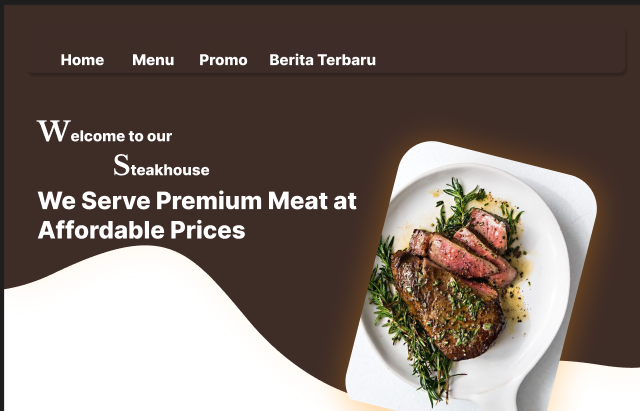 Home Menu Promo Berita Terbaru
Welcome to our
Steakhouse
We Serve Premium Meat at
Affordable Prices